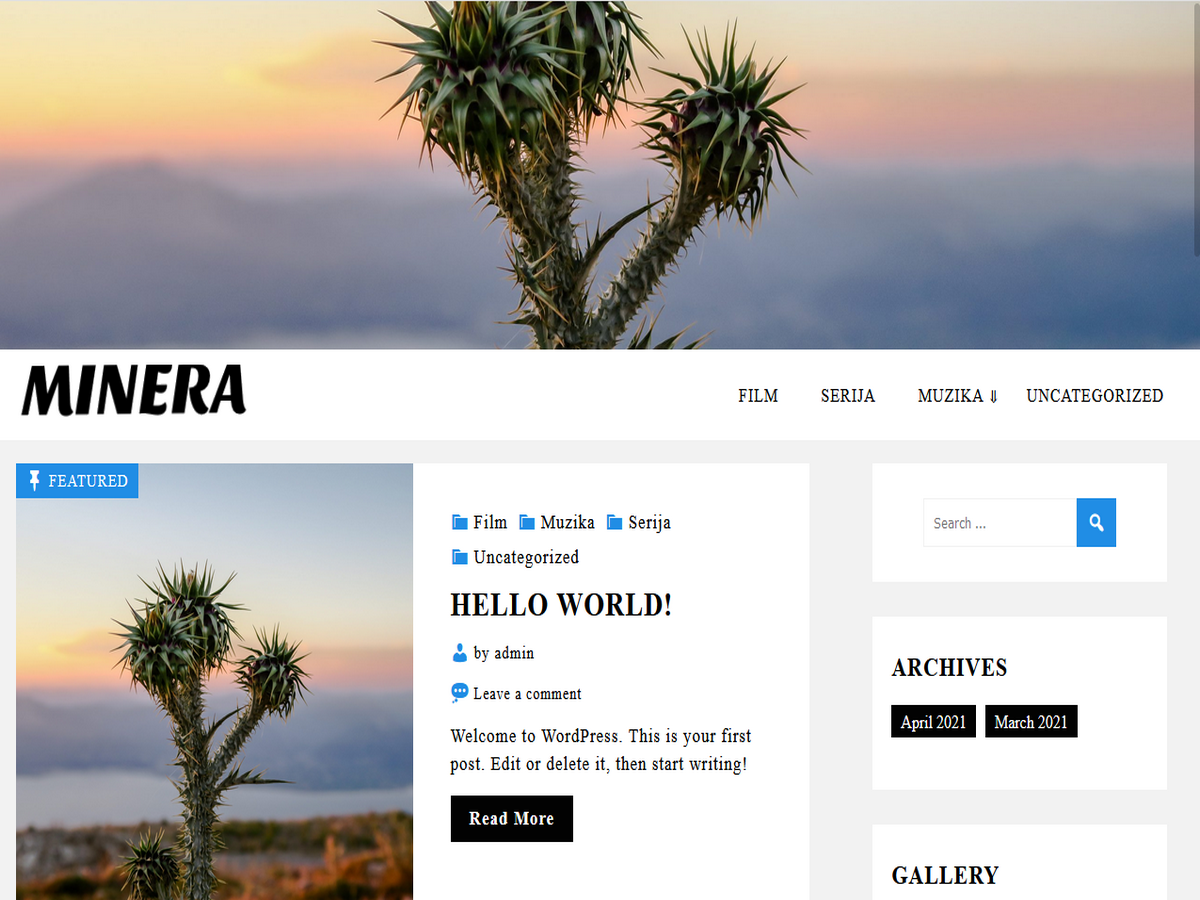 MINERA
FILM SERIJA MUZIKA ⇓ UNCATEGORIZED
FEATURED
Film Muzika Serija
Uncategorized
HELLO WORLD!
by admin
Leave a comment
Welcome to WordPress. This is your first
post. Edit or delete it, then start writing!
Read More
Search ...
ARCHIVES
April 2021 March 2021
GALLERY